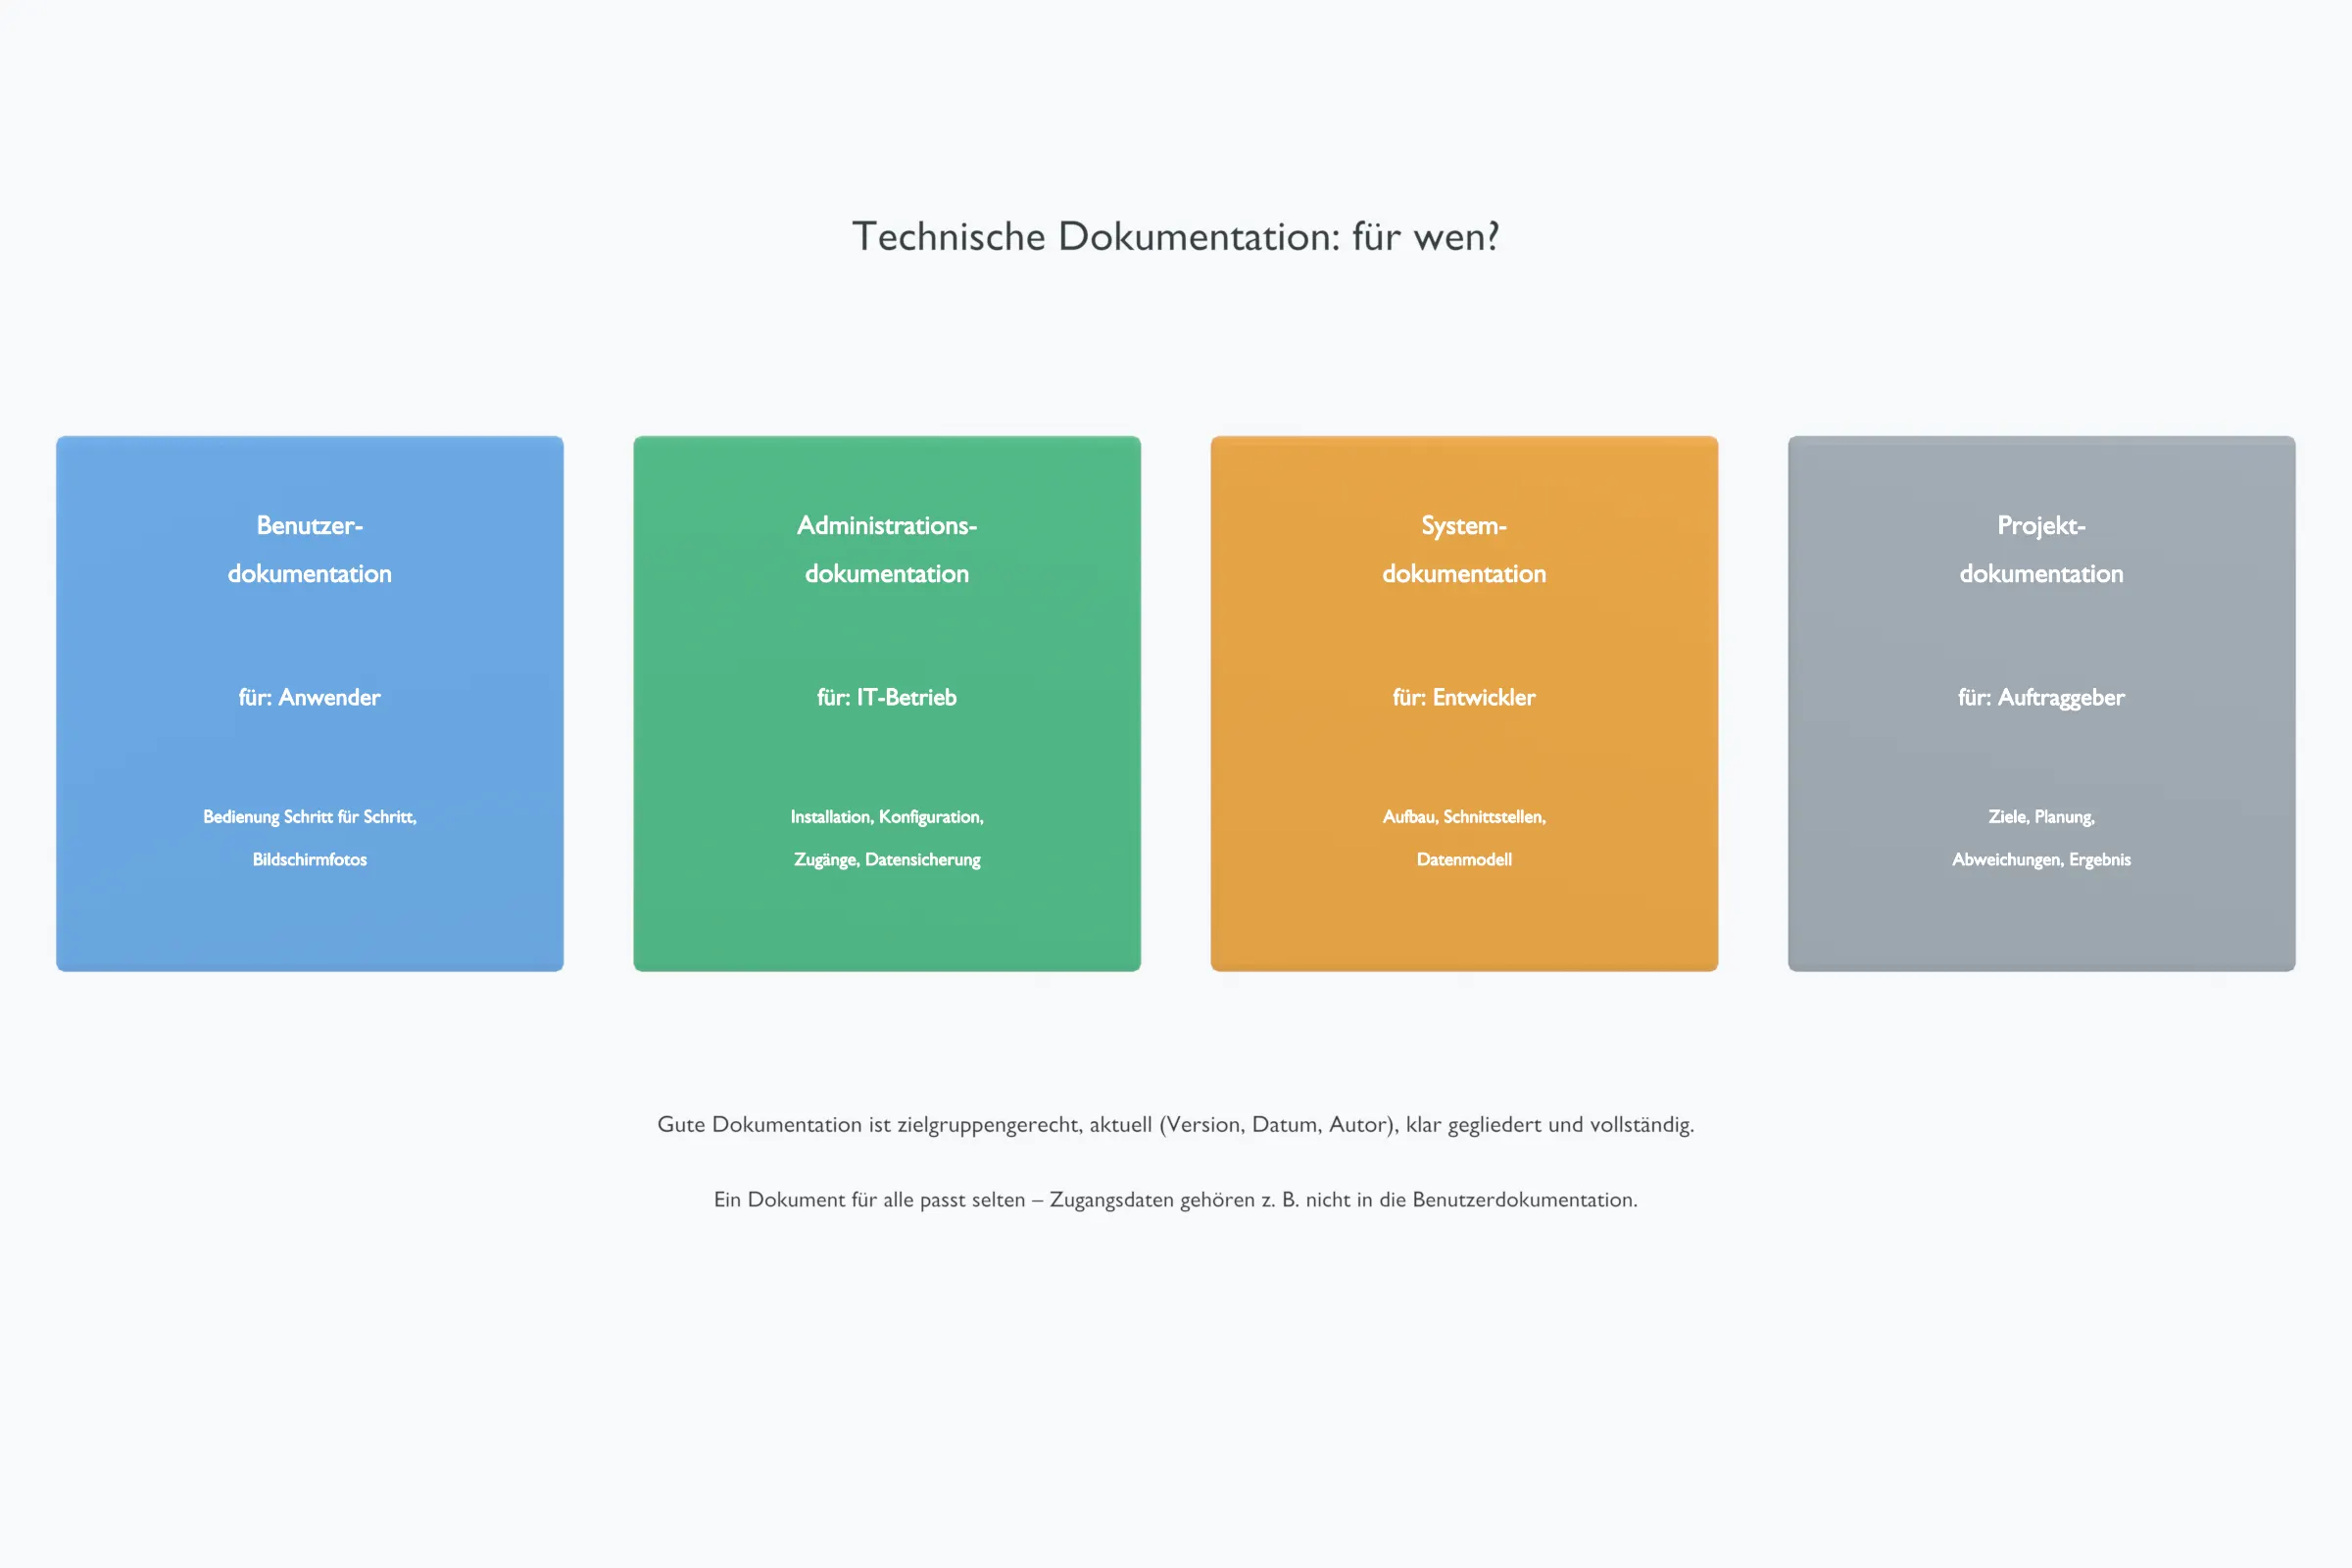 Technische Dokumentation: für wen?
Benutzer-
dokumentation
für: Anwender
Bedienung Schritt für Schritt,
Bildschirmfotos
Administrations-
dokumentation
für: IT-Betrieb
Installation, Konfiguration,
Zugänge, Datensicherung
System-
dokumentation
für: Entwickler
Aufbau, Schnittstellen,
Datenmodell
Projekt-
dokumentation
für: Auftraggeber
Ziele, Planung,
Abweichungen, Ergebnis
Gute Dokumentation ist zielgruppengerecht, aktuell (Version, Datum, Autor), klar gegliedert und vollständig.
Ein Dokument für alle passt selten – Zugangsdaten gehören z. B. nicht in die Benutzerdokumentation.